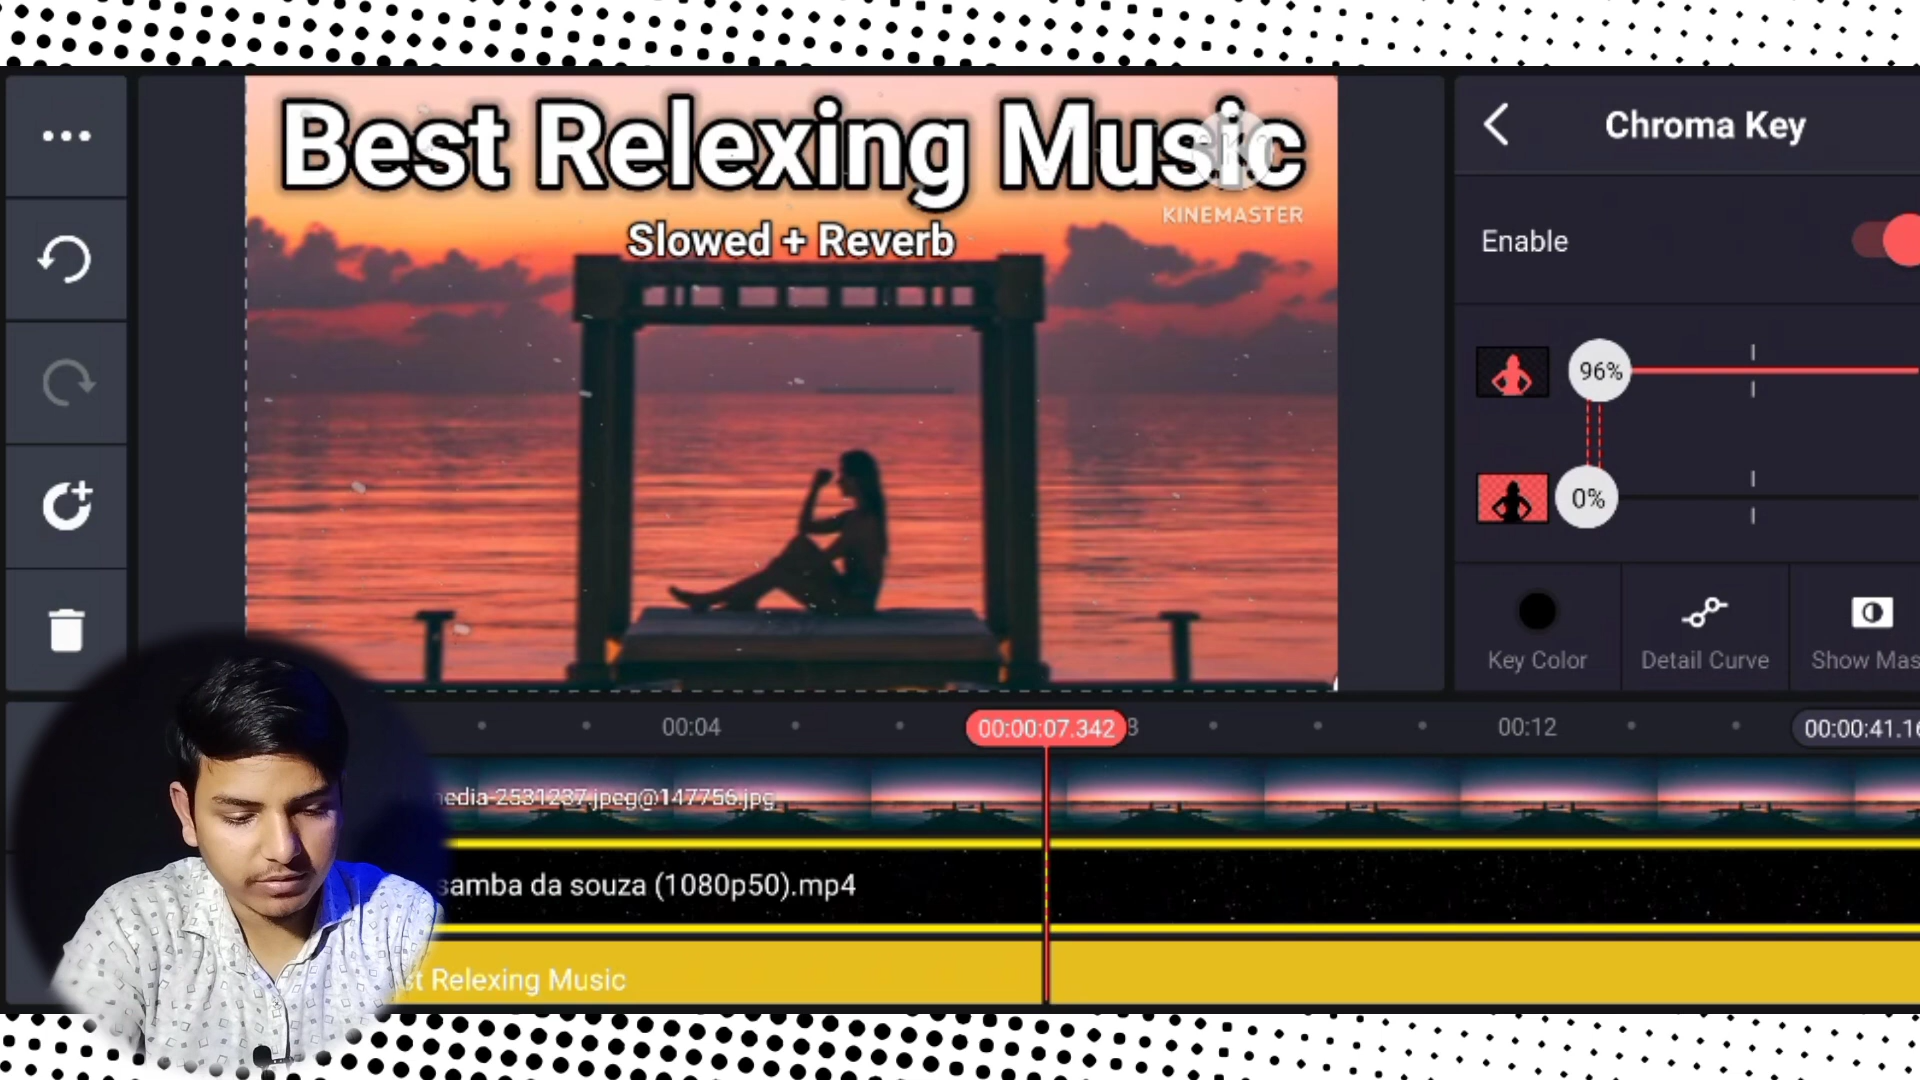 Best Relexing Music
KINEMASTER
Slowed + Reverb
Chroma Key
Enable
96%
0%
Key Color
Detail Curve
Show Mas
00:04
00:00:07.342
8
00:12
00:00:41.16
media-2531237.jpeg@147756.jpg
samba da souza (1080p50).mp4
st Relexing Music